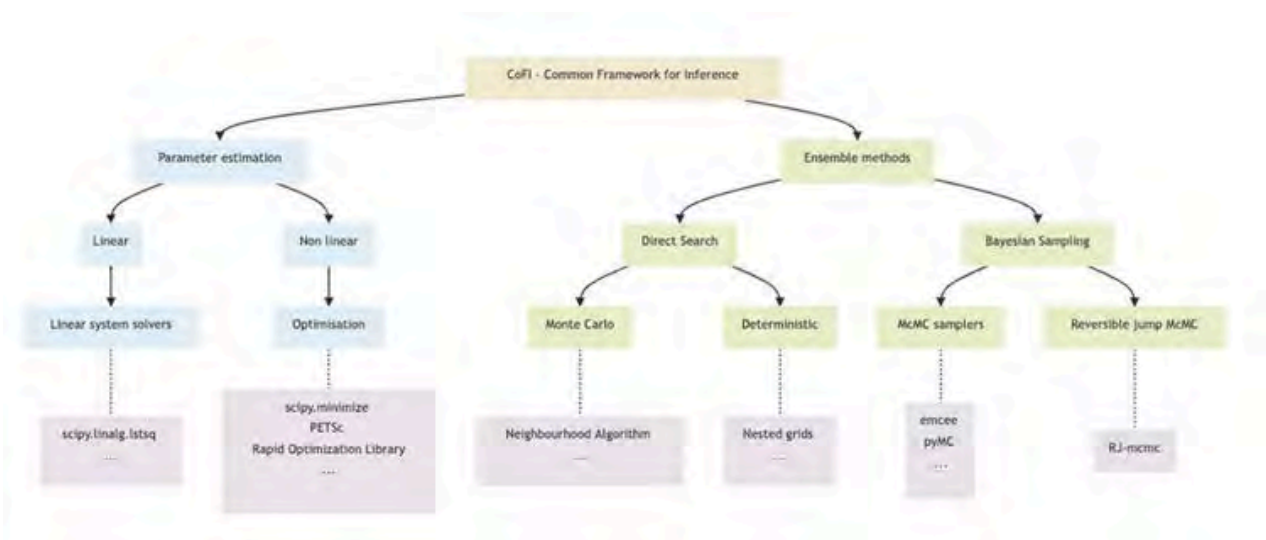 CoFI - Common Framework for Inference
Parameter estimation
Ensemble methods
Linear
Non linear
Direct Search
Bayesian Sampling
Linear system solvers
Optimisation
Monte Carlo
Deterministic
McMC samplers
Reversible jump McMC
scipy.linalg.lstsq
...
scipy.minimize
PETSc
Rapid Optimization Library
...
Neighbourhood Algorithm
...
Nested grids
...
emcee
pyMC
...
RJ-mcmc